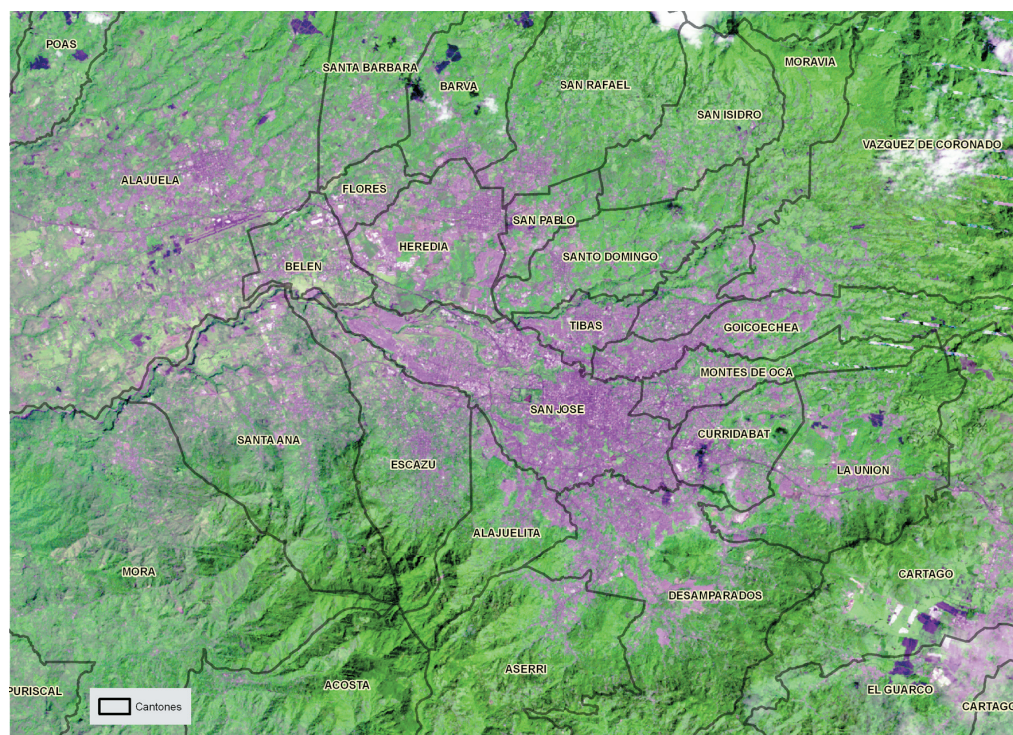 POAS
SANTA BARBARA
BARVA
SAN RAFAEL
MORAVIA
SAN ISIDRO
VAZQUEZ DE CORONADO
ALAJUELA
FLORES
SAN PABLO
HEREDIA
SANTO DOMINGO
BELEN
TIBAS
GOICOECHEA
MONTES DE OCA
SAN JOSE
CURRIDABAT
SANTA ANA
ESCAZU
LA UNION
ALAJUELITA
MORA
CARTAGO
DESAMPARADOS
ASERRI
ACOSTA
PURISCAL
EL GUARCO
CARTAGO
Cantones